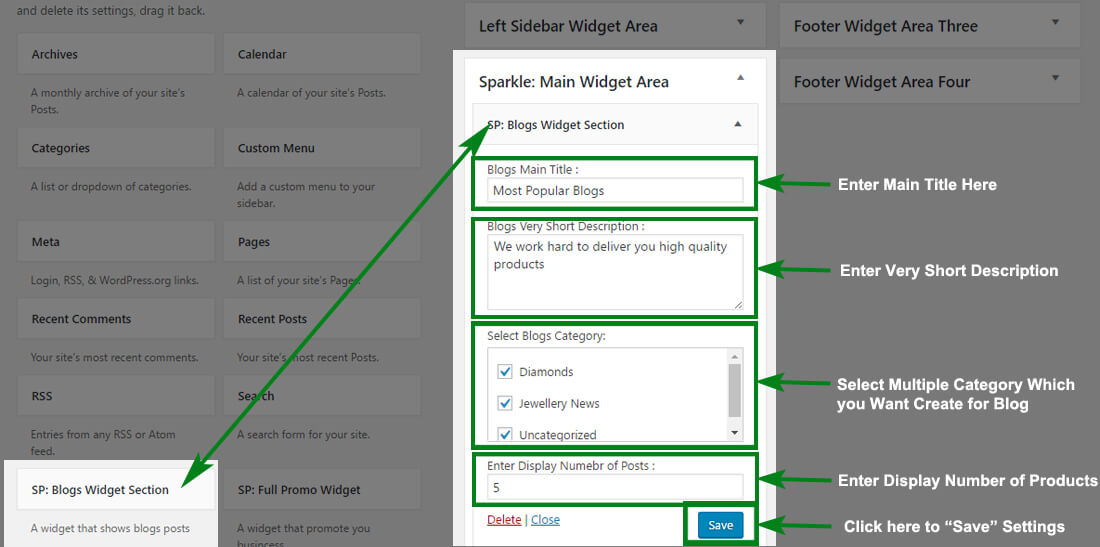 and delete its settings, drag it back.
Archives
A monthly archive of your site's
Posts.
Calendar
A calendar of your site's Posts.
Categories
A list or dropdown of categories.
Custom Menu
Add a custom menu to your
sidebar.
Meta
Login, RSS, & WordPress.org links.
Pages
A list of your site's Pages.
Recent Comments
Your site's most recent comments.
Recent Posts
Your site's most recent Posts.
RSS
Entries from any RSS or Atom
feed.
Search
A search form for your site.
SP: Blogs Widget Section
A widget that shows blogs posts
SP: Full Promo Widget
A widget that promote you
business
Left Sidebar Widget Area
Sparkle: Main Widget Area
SP: Blogs Widget Section
Blogs Main Title :
Most Popular Blogs
Blogs Very Short Description :
We work hard to deliver you high quality
products
Select Blogs Category:
Diamonds
Jewellery News
Uncategorized
Enter Display Numebr of Posts :
5
Delete | Close
Save
Footer Widget Area Three
Footer Widget Area Four
Enter Main Title Here
Enter Very Short Description
Select Multiple Category Which
you Want Create for Blog
Enter Display Number of Products
Click here to “Save” Settings